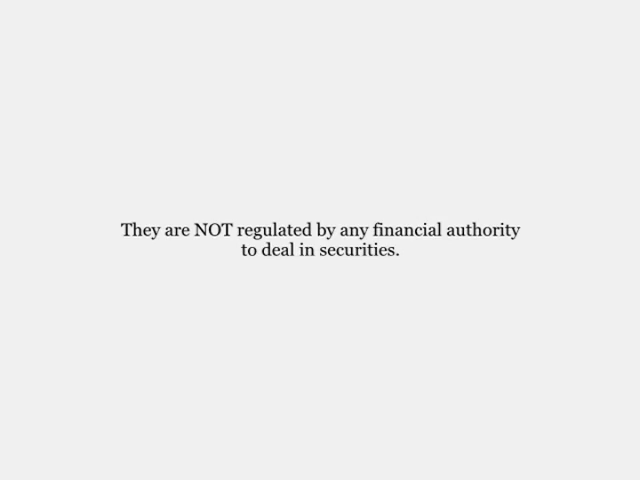 They are NOT regulated by any financial authority
to deal in securities.